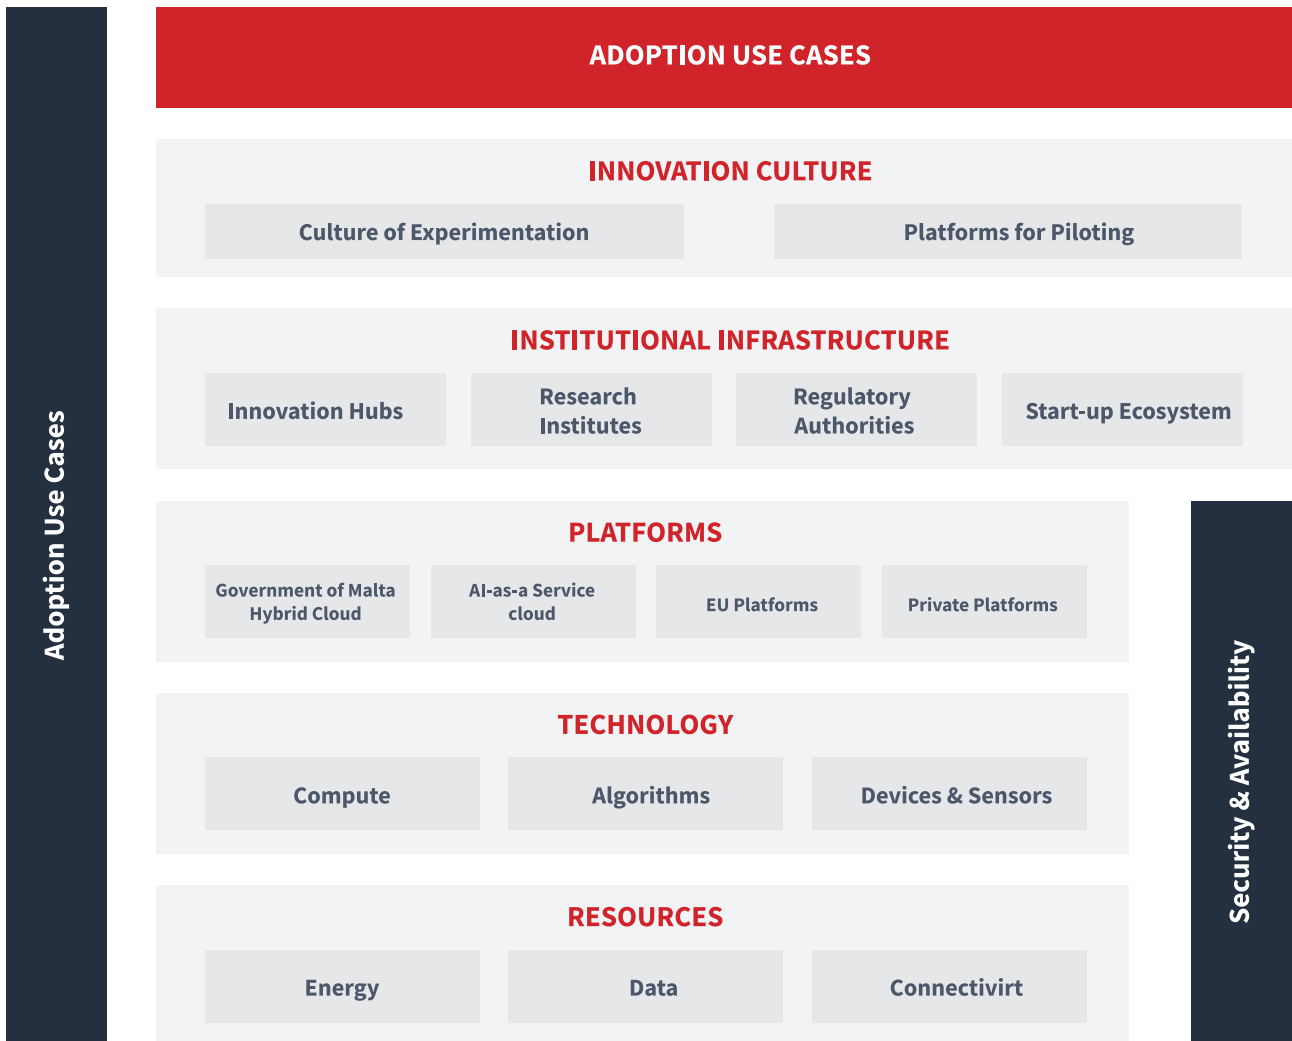 Adoption Use Cases
ADOPTION USE CASES
INNOVATION CULTURE
Culture of Experimentation
Platforms for Piloting
INSTITUTIONAL INFRASTRUCTURE
Innovation Hubs
Research
Institutes
Regulatory
Authorities
Start-up Ecosystem
PLATFORMS
Government of Malta
Hybrid Cloud
AI-as-a Service
cloud
EU Platforms
Private Platforms
TECHNOLOGY
Compute
Algorithms
Devices & Sensors
RESOURCES
Energy
Data
Connectivirt
Security & Availability